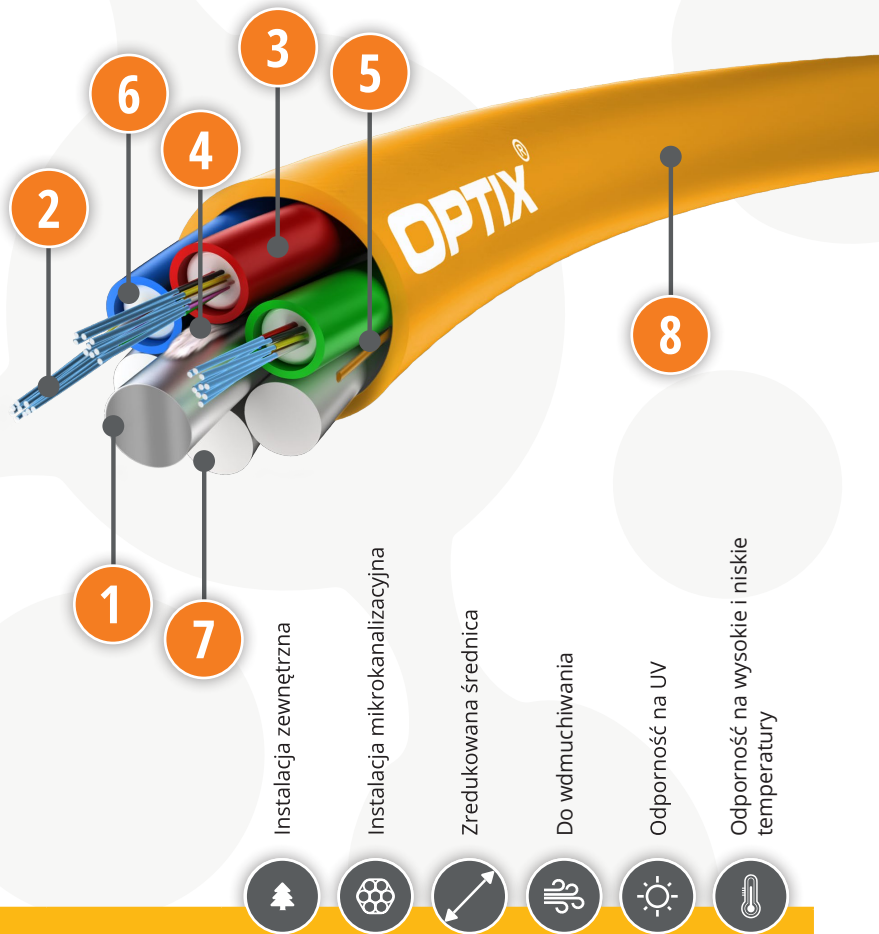 3
5
6
4
2
OPTIX®
8
1
7
Instalacja zewnętrzna
Instalacja mikrokanalizacyjna
Zredukowana średnica
Do wdmuchiwania
Odporność na UV
Odporność na wysokie i niskie
temperatury